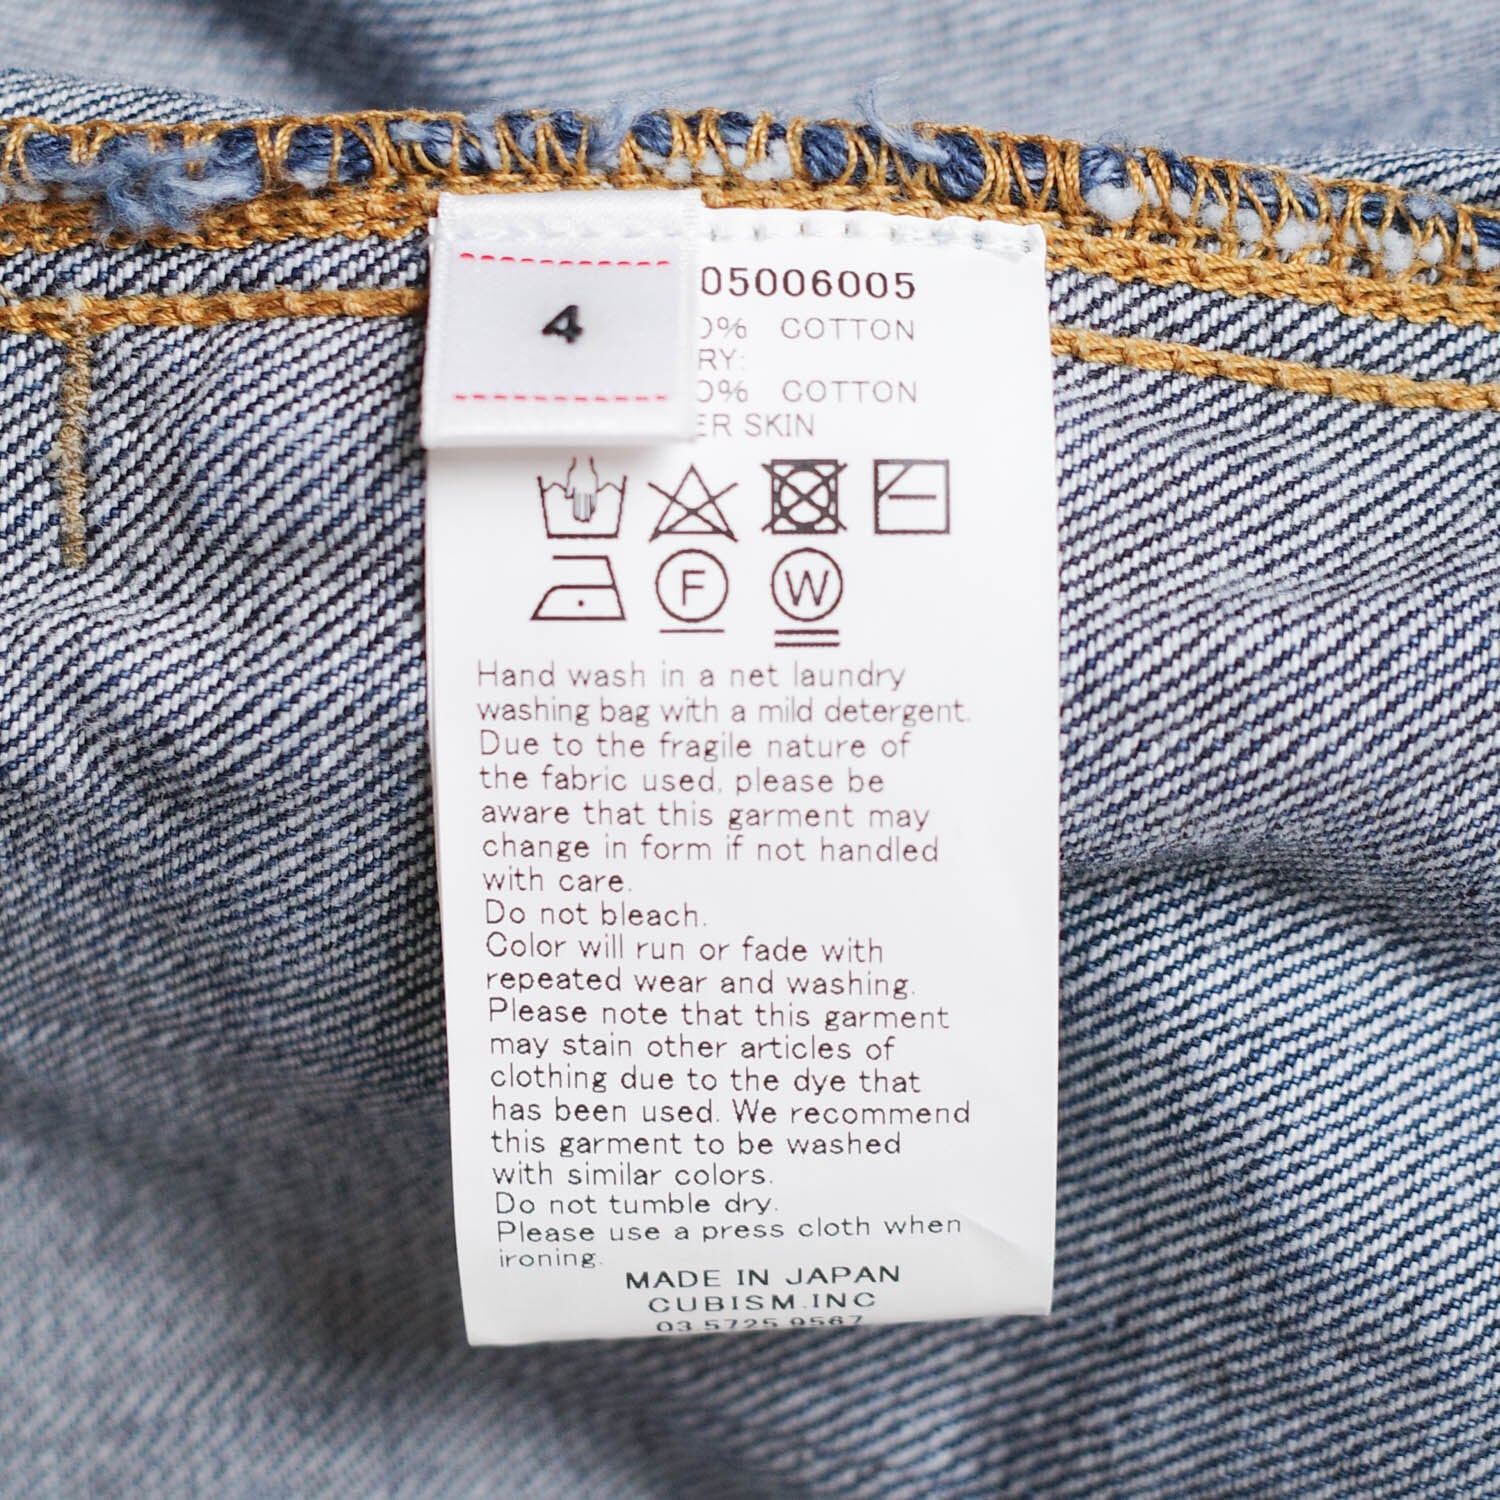 4
05006005
0% COTTON
RY:
0% COTTON
ER SKIN
F W
Hand wash in a net laundry
washing bag with a mild detergent.
Due to the fragile nature of
the fabric used, please be
aware that this garment may
change in form if not handled
with care.
Do not bleach.
Color will run or fade with
repeated wear and washing.
Please note that this garment
may stain other articles of
clothing due to the dye that
has been used. We recommend
this garment to be washed
with similar colors.
Do not tumble dry.
Please use a press cloth when
ironing.
MADE IN JAPAN
CUBISM.INC
03 5725 9567